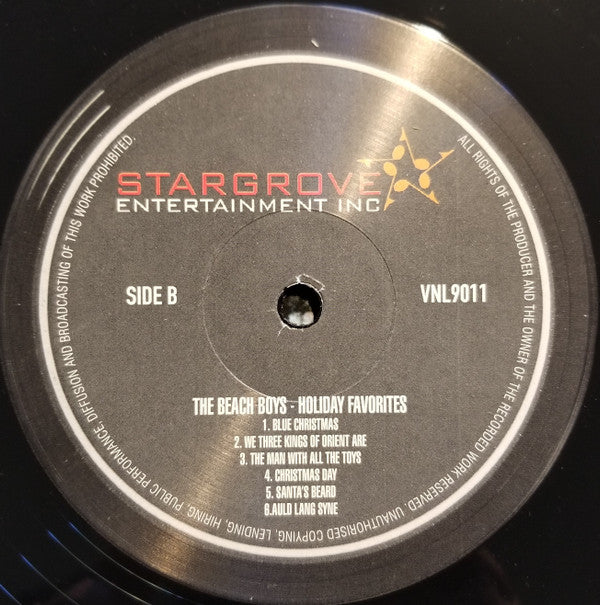 STARGROVE
ENTERTAINMENT INC
SIDE B
VNL9011
THE BEACH BOYS - HOLIDAY FAVORITES
1. BLUE CHRISTMAS
2. WE THREE KINGS OF ORIENT ARE
3. THE MAN WITH ALL THE TOYS
4. CHRISTMAS DAY
5. SANTA'S BEARD
6.AULD LANG SYNE
ALL RIGHTS OF THE PRODUCER AND THE OWNER OF THE RECORDED WORK RESERVED. UNAUTHORISED COPYING, LENDING, HIRING, PUBLIC PERFORMANCE, DIFFUSION AND BROADCASTING OF THIS WORK PROHIBITED.